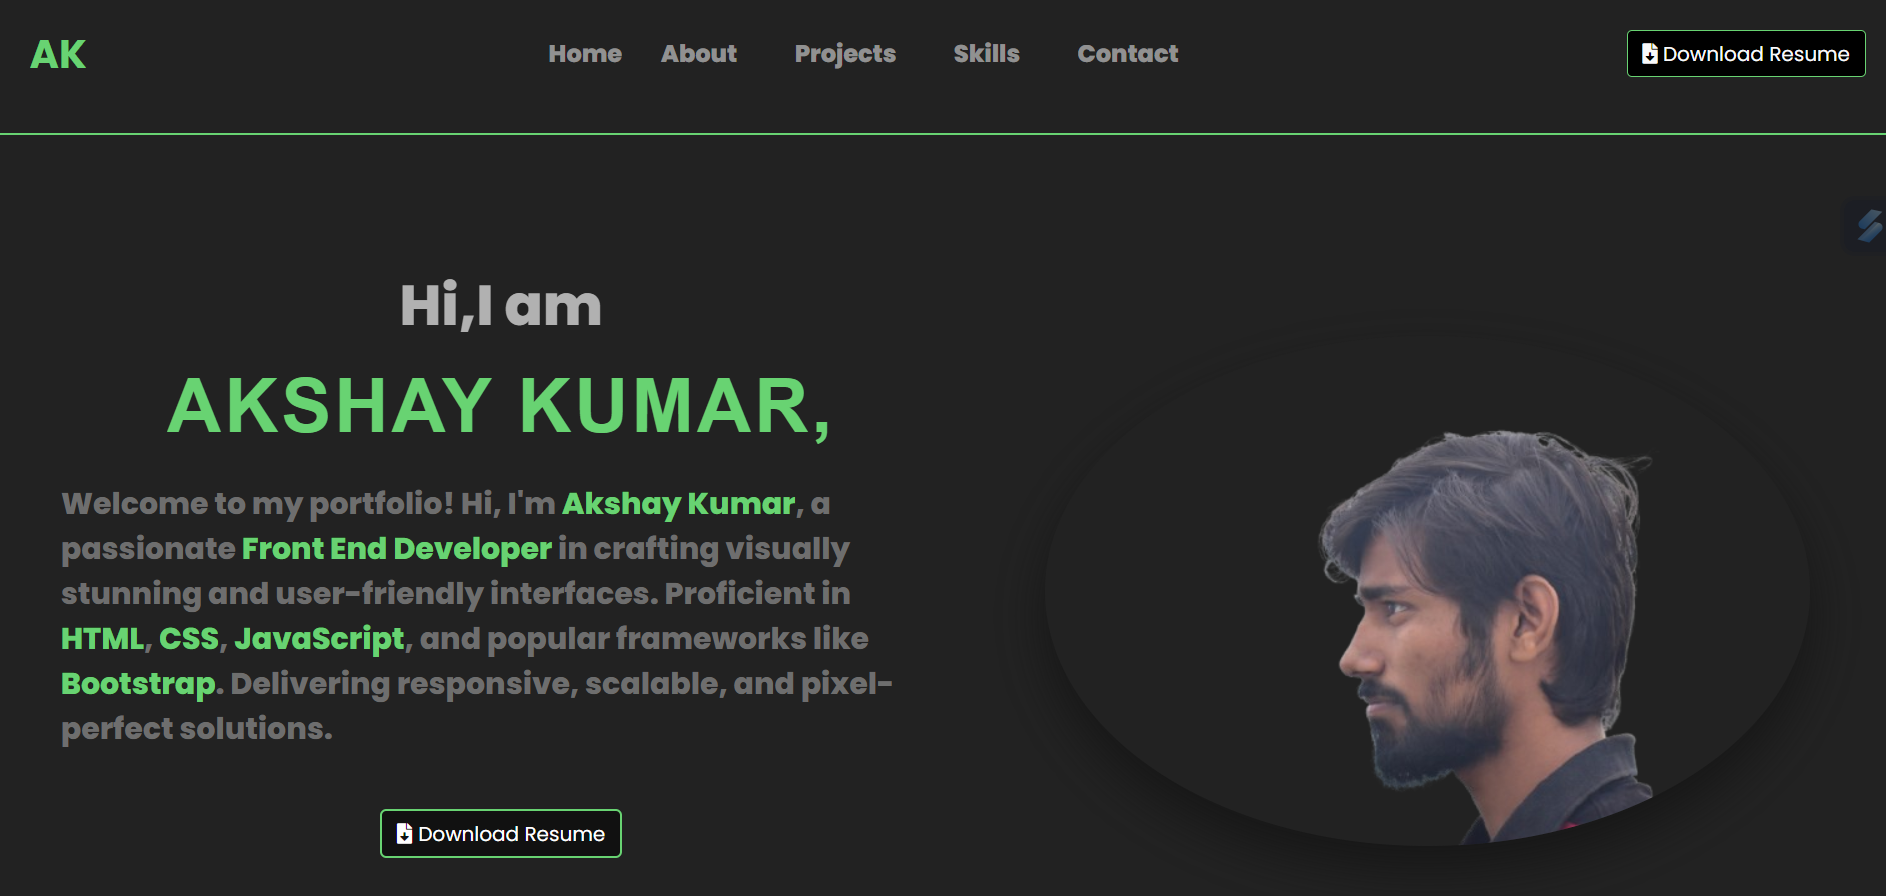 AK
Home About Projects Skills Contact
Download Resume
Hi,I am
AKSHAY KUMAR,
Welcome to my portfolio! Hi, I'm Akshay Kumar, a
passionate Front End Developer in crafting visually
stunning and user-friendly interfaces. Proficient in
HTML, CSS, JavaScript, and popular frameworks like
Bootstrap. Delivering responsive, scalable, and pixel-
perfect solutions.
Download Resume